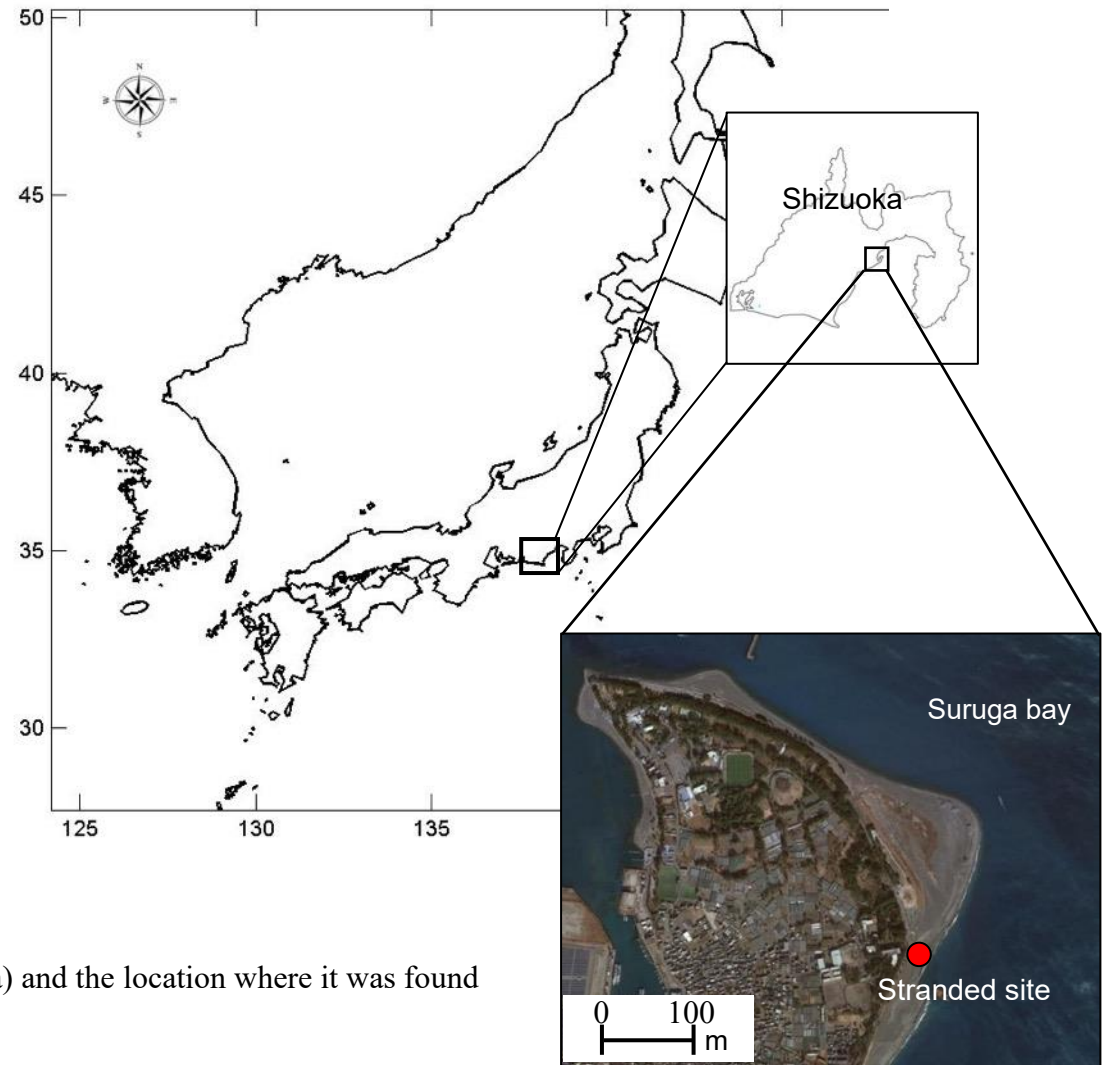 50
N
W
E
S
45
Shizuoka
40
35
30
125
130
135
Suruga bay
Stranded site
0 100
m
) and the location where it was found